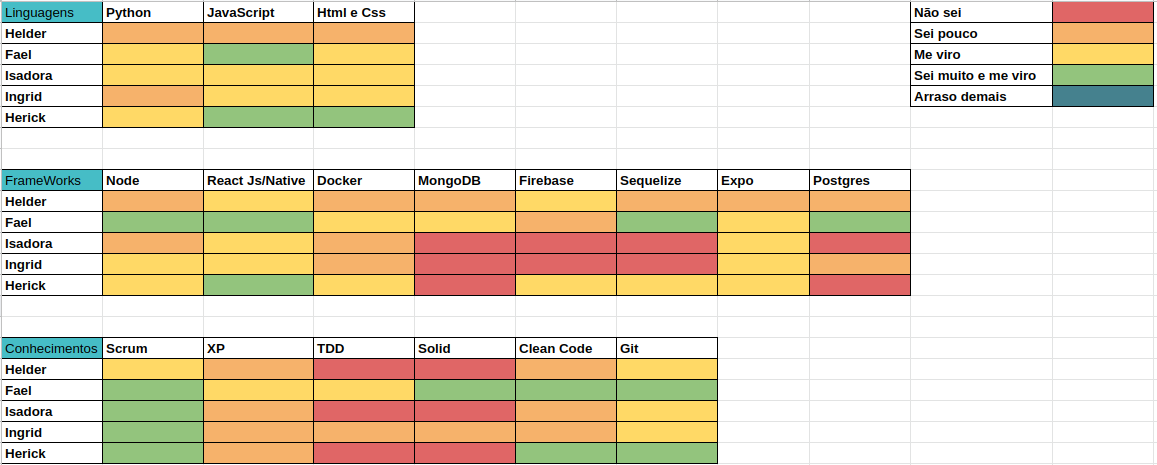 Linguagens Python JavaScript Html e Css Não sei
Helder Sei pouco
Fael Me viro
Isadora Sei muito e me viro
Ingrid Arraso demais
Herick
FrameWorks Node React Js/Native Docker MongoDB Firebase Sequelize Expo Postgres
Helder
Fael
Isadora
Ingrid
Herick
Conhecimentos Scrum XP TDD Solid Clean Code Git
Helder
Fael
Isadora
Ingrid
Herick